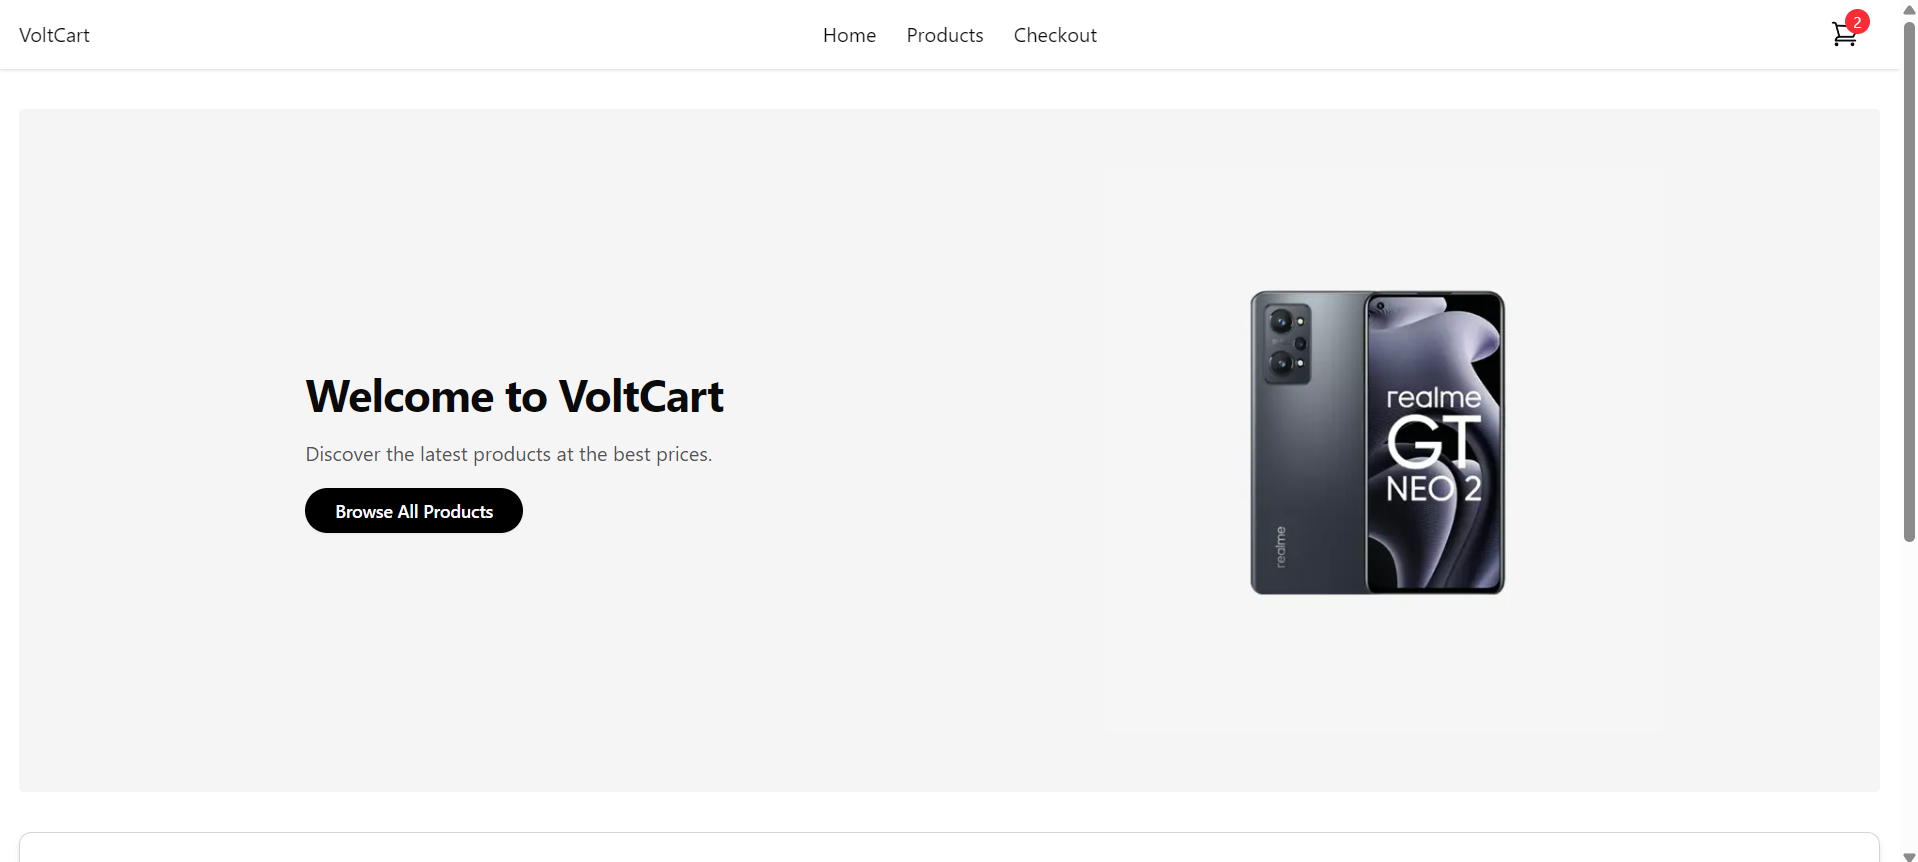 VoltCart
Home Products Checkout
2
Welcome to VoltCart
Discover the latest products at the best prices.
Browse All Products
realme
GT
NEO 2
realme